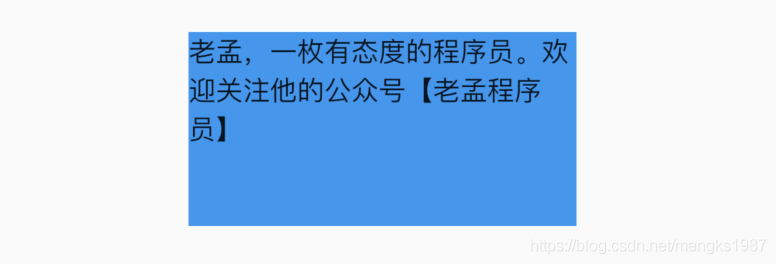 老孟，一枚有态度的程序员。欢
迎关注他的公众号【老孟程序
员】
https://blog.csdn.net/mengks1987